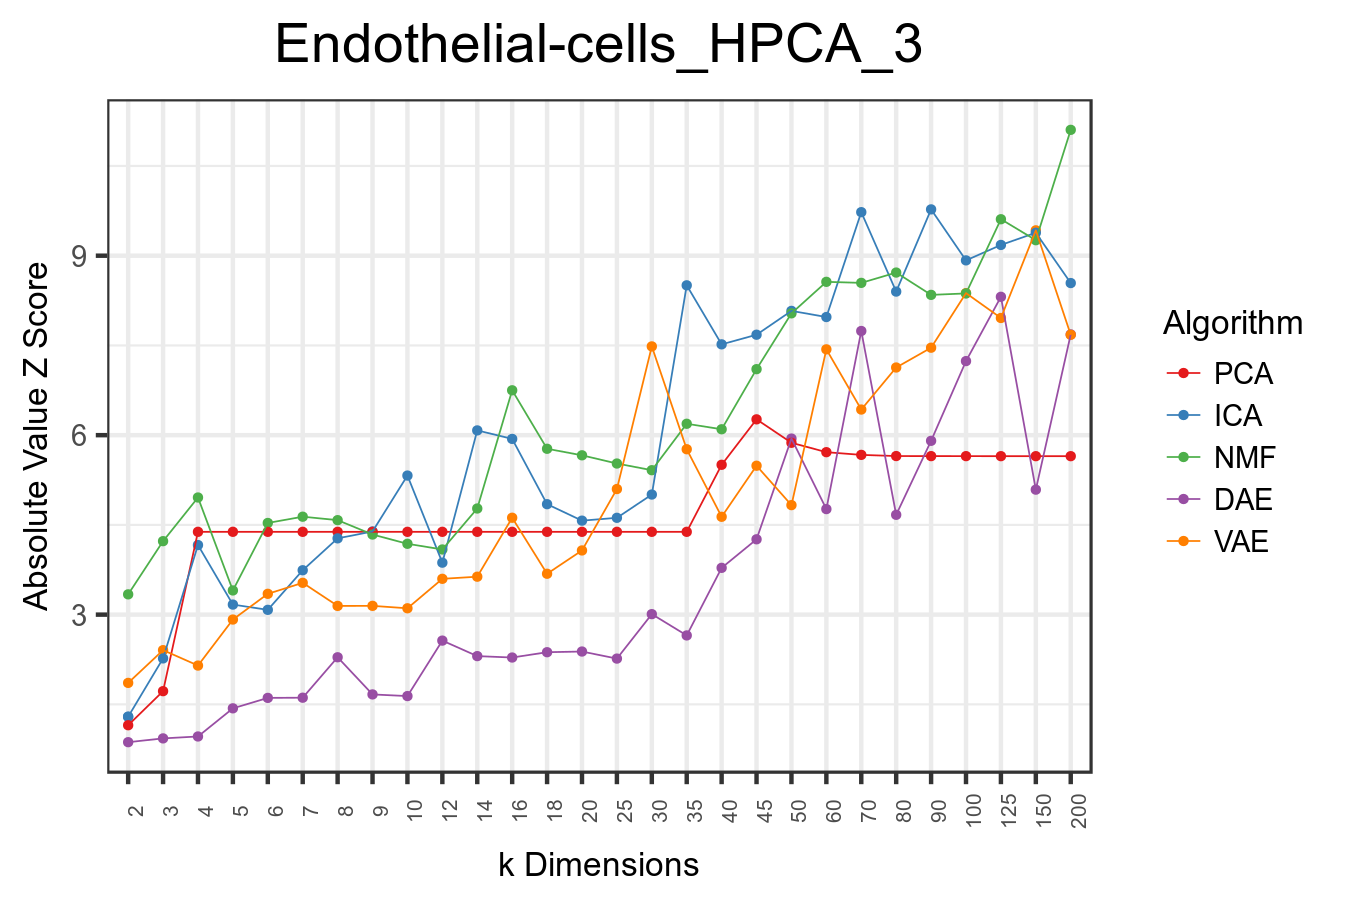 Endothelial-cells_HPCA_3
Absolute Value Z Score
9
6
3
2 3 4 5 6 7 8 9 10 12 14 16 18 20 25 30 35 40 45 50 60 70 80 90 100 125 150 200
k Dimensions
Algorithm
PCA
ICA
NMF
DAE
VAE